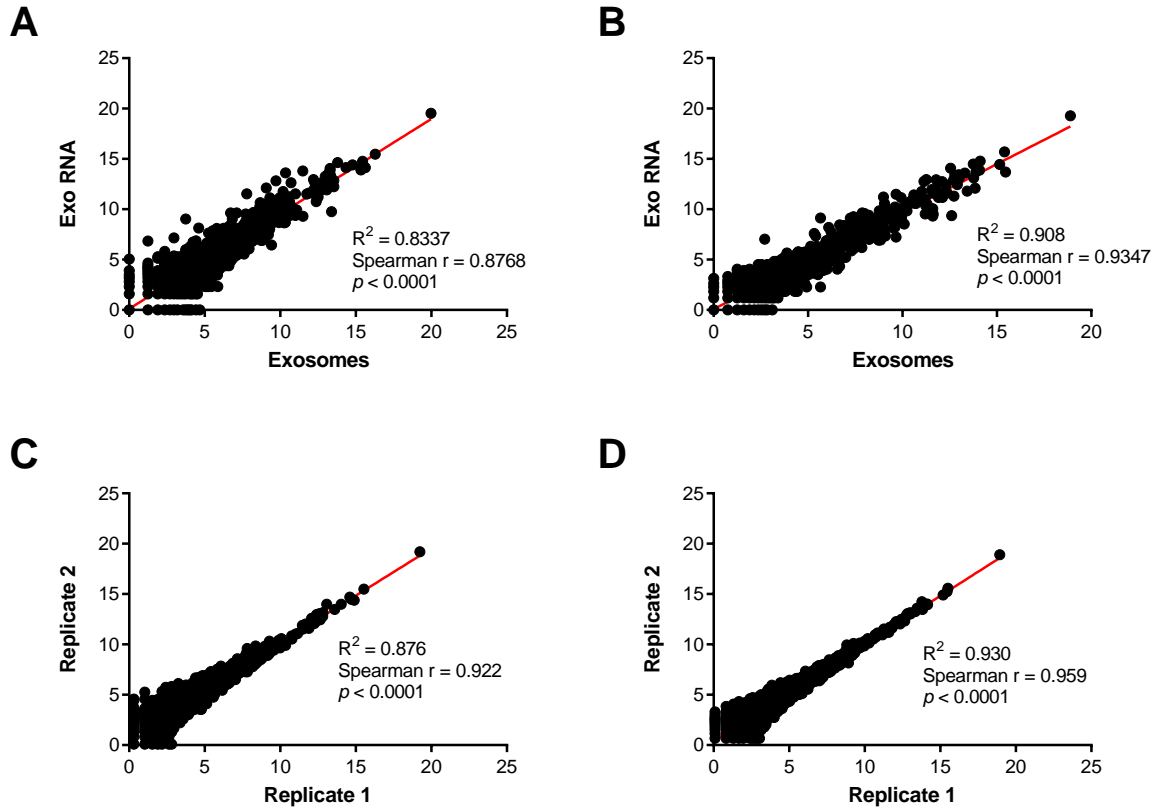 A
25
20
15
10
5
0
Exo RNA
R² = 0.8337
Spearman r = 0.8768
p < 0.0001
0 5 10 15 20 25
Exosomes
B
25
20
15
10
5
0
Exo RNA
R² = 0.908
Spearman r = 0.9347
p < 0.0001
0 5 10 15 20
Exosomes
C
25
20
15
10
5
0
Replicate 2
R² = 0.876
Spearman r = 0.922
p < 0.0001
0 5 10 15 20 25
Replicate 1
D
25
20
15
10
5
0
Replicate 2
R² = 0.930
Spearman r = 0.959
p < 0.0001
0 5 10 15 20 25
Replicate 1